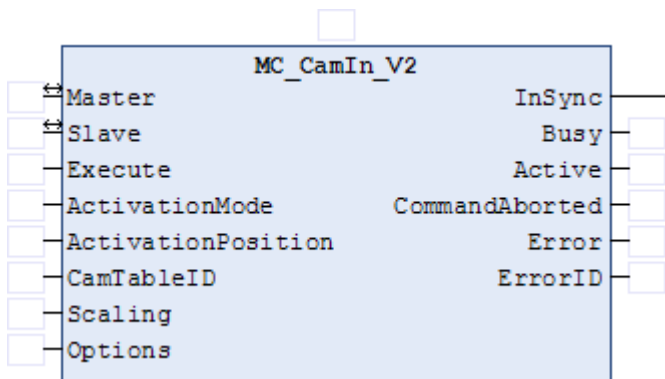 MC_CamIn_V2
Master InSync
Slave Busy
Execute Active
ActivationMode CommandAborted
ActivationPosition Error
CamTableID ErrorID
Scaling
Options